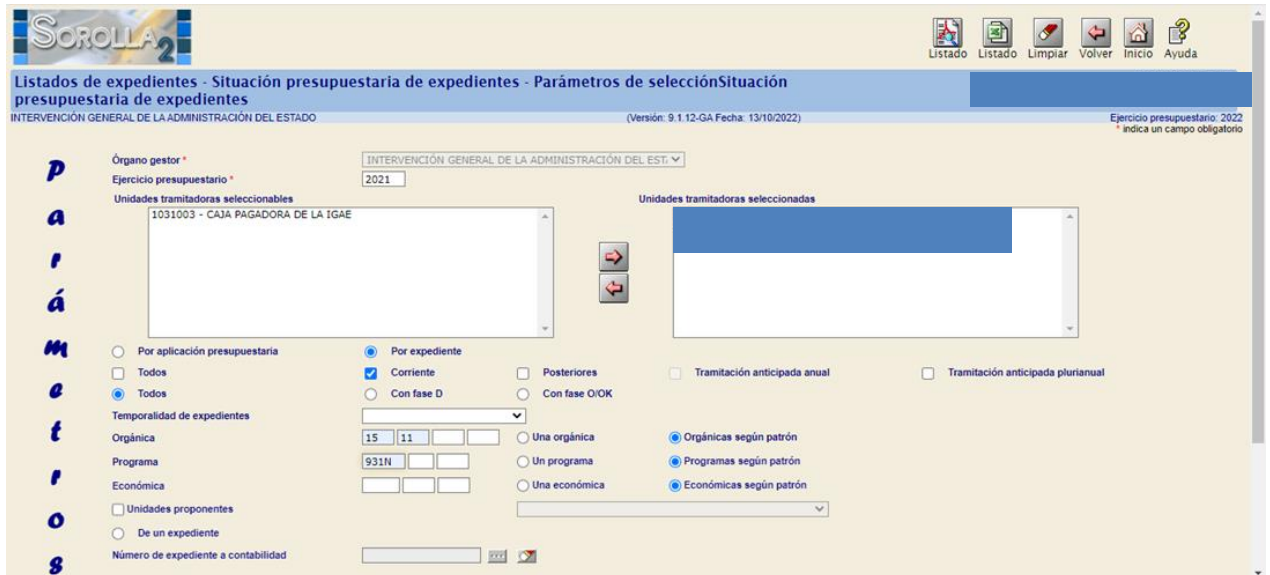 SOROLLA2
Listado Listado Limpiar Volver Inicio Ayuda
Listados de expedientes - Situación presupuestaria de expedientes - Parámetros de selecciónSituación
presupuestaria de expedientes
INTERVENCIÓN GENERAL DE LA ADMINISTRACIÓN DEL ESTADO (Versión: 9.1.12-GA Fecha: 13/10/2022) Ejercicio presupuestario: 2022
* indica un campo obligatorio
Parámetros
Órgano gestor * INTERVENCIÓN GENERAL DE LA ADMINISTRACIÓN DEL EST
Ejercicio presupuestario * 2021
Unidades tramitadoras seleccionables Unidades tramitadoras seleccionadas
1031003 - CAJA PAGADORA DE LA IGAE
Por aplicación presupuestaria Por expediente
Todos Corriente Posteriores Tramitación anticipada anual Tramitación anticipada plurianual
Todos Con fase D Con fase O/OK
Temporalidad de expedientes
Orgánica 15 11 Una orgánica Orgánicas según patrón
Programa 931N Un programa Programas según patrón
Económica Una económica Económicas según patrón
Unidades proponentes
De un expediente
Número de expediente a contabilidad ...